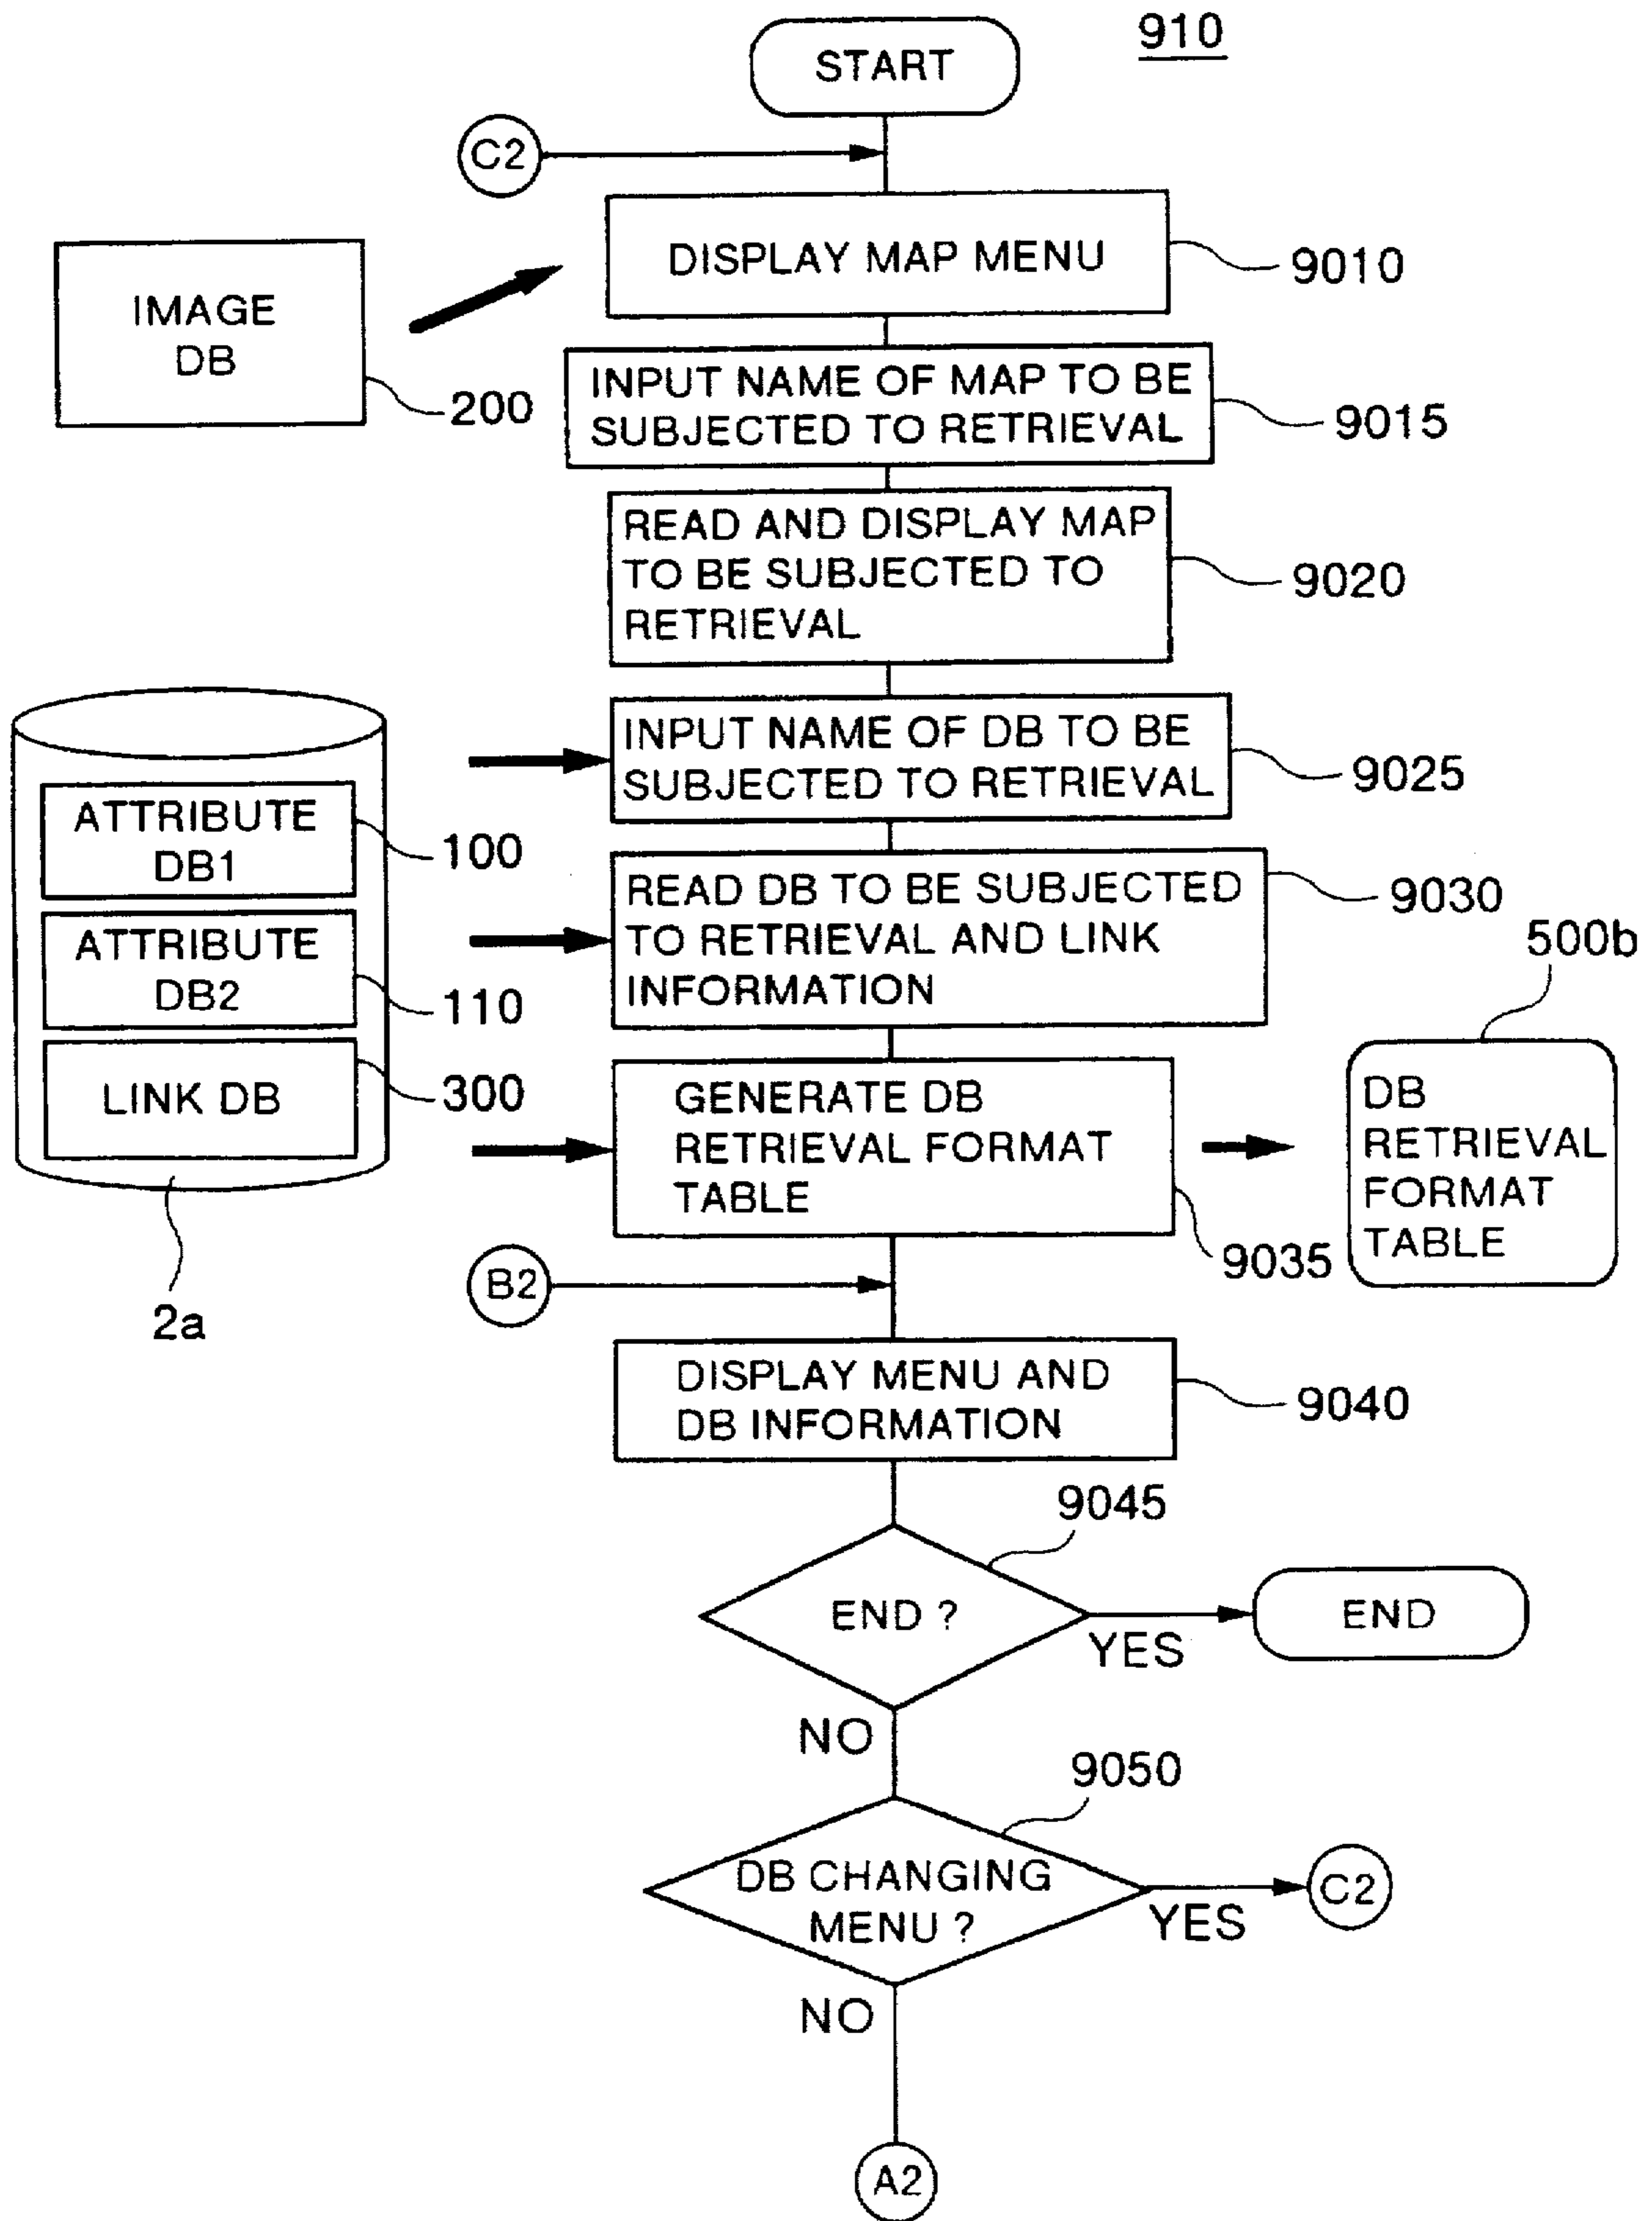 910
START
C2
DISPLAY MAP MENU
9010
IMAGE
DB
200
INPUT NAME OF MAP TO BE
SUBJECTED TO RETRIEVAL
9015
READ AND DISPLAY MAP
TO BE SUBJECTED TO
RETRIEVAL
9020
INPUT NAME OF DB TO BE
SUBJECTED TO RETRIEVAL
9025
ATTRIBUTE
DB1
100
READ DB TO BE SUBJECTED
TO RETRIEVAL AND LINK
INFORMATION
9030
ATTRIBUTE
DB2
110
LINK DB
300
2a
GENERATE DB
RETRIEVAL FORMAT
TABLE
9035
500b
DB
RETRIEVAL
FORMAT
TABLE
B2
DISPLAY MENU AND
DB INFORMATION
9040
9045
END ?
YES
END
NO
9050
DB CHANGING
MENU ?
YES
C2
NO
A2